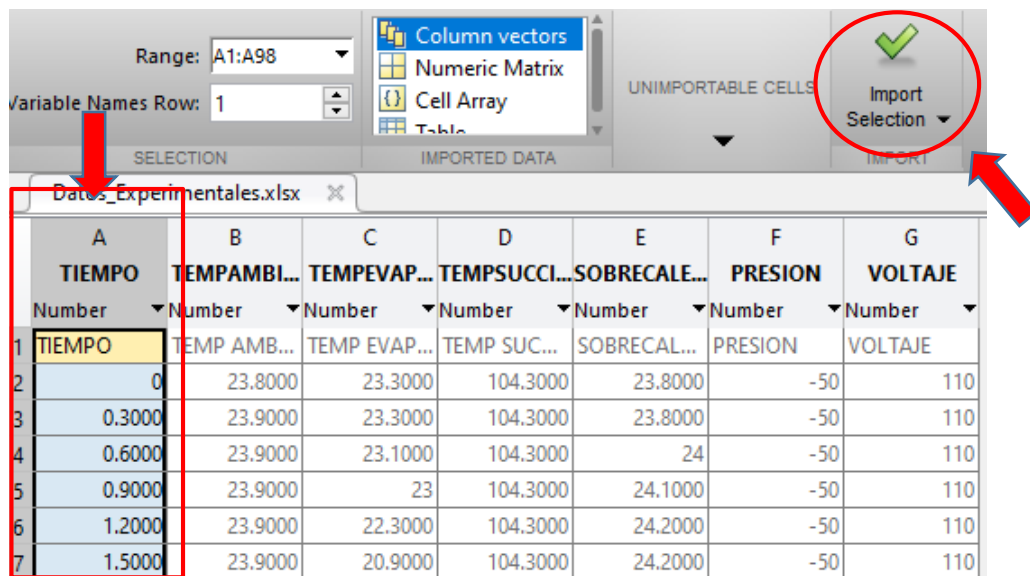 Range: A1:A98
Variable Names Row: 1
SELECTION
Column vectors
Numeric Matrix
Cell Array
Table
IMPORTED DATA
UNIMPORTABLE CELLS
Import
Selection
IMPORT
Datos_Experimentales.xlsx
A B C D E F G
TIEMPO TEMPAMBI... TEMPEVAP... TEMPSUCCI... SOBRECALE... PRESION VOLTAJE
Number Number Number Number Number Number Number
1 TIEMPO TEMP AMB... TEMP EVAP... TEMP SUC... SOBRECAL... PRESION VOLTAJE
2 0 23.8000 23.3000 104.3000 23.8000 -50 110
3 0.3000 23.9000 23.3000 104.3000 23.8000 -50 110
4 0.6000 23.9000 23.1000 104.3000 24 -50 110
5 0.9000 23.9000 23 104.3000 24.1000 -50 110
6 1.2000 23.9000 22.3000 104.3000 24.2000 -50 110
7 1.5000 23.9000 20.9000 104.3000 24.2000 -50 110